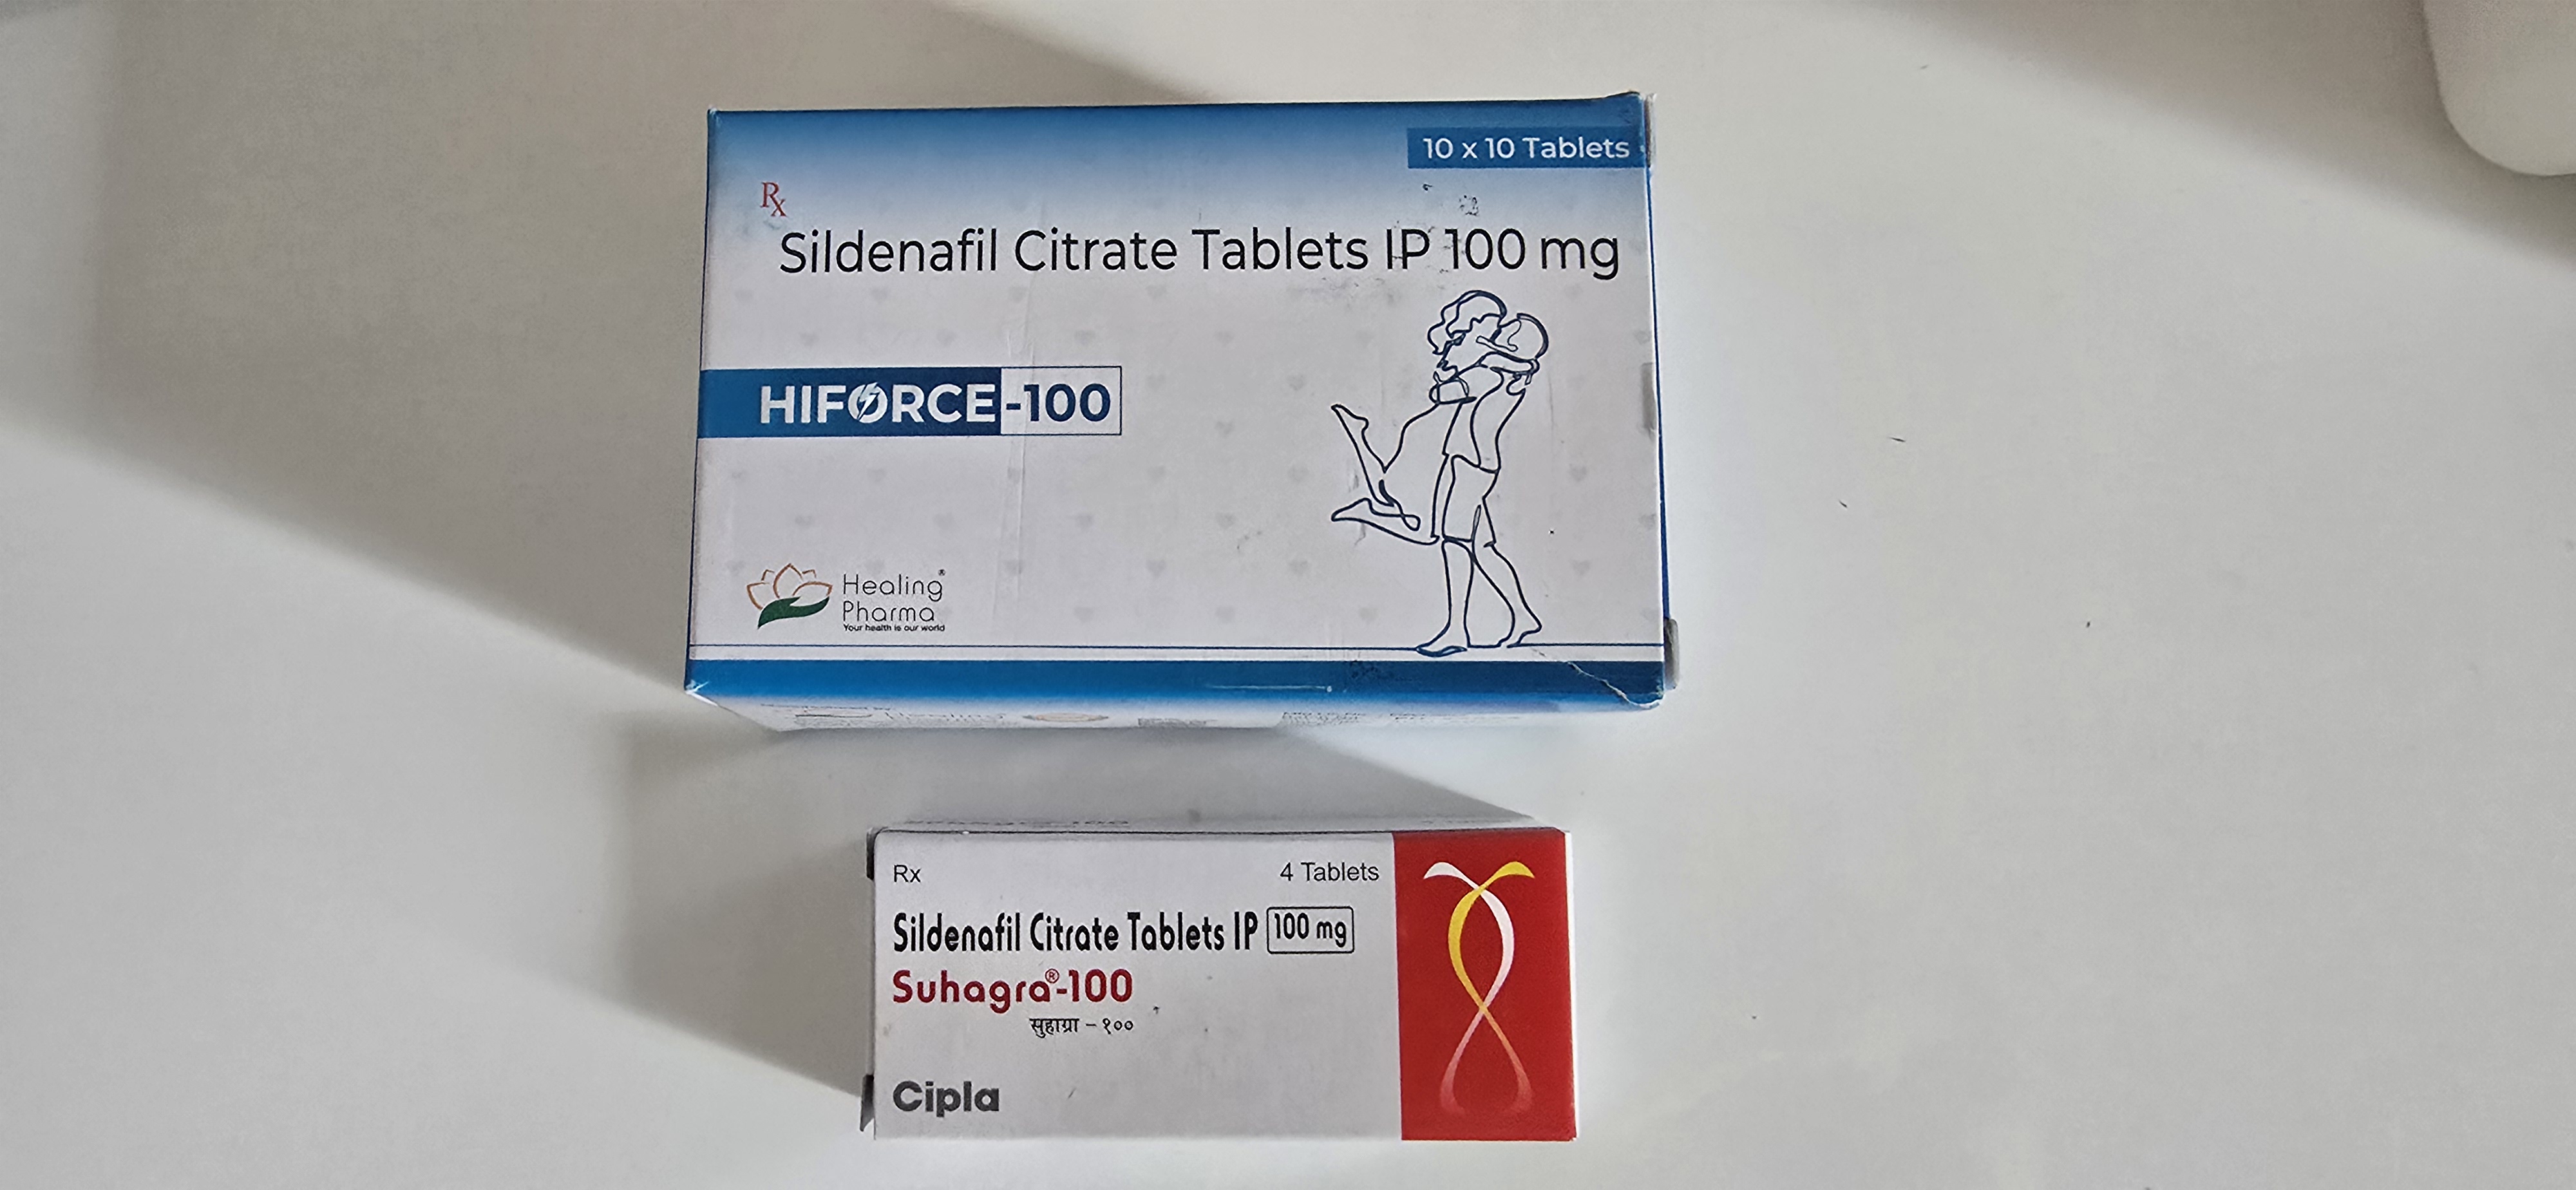 10 x 10 Tablets
Rx
Sildenafil Citrate Tablets IP 100 mg
HIFORCE-100
Healing®
Pharma
Your health is our world
Rx 4 Tablets
Sildenafil Citrate Tablets IP 100 mg
Suhagra®-100
सुहाग्रा – १००
Cipla